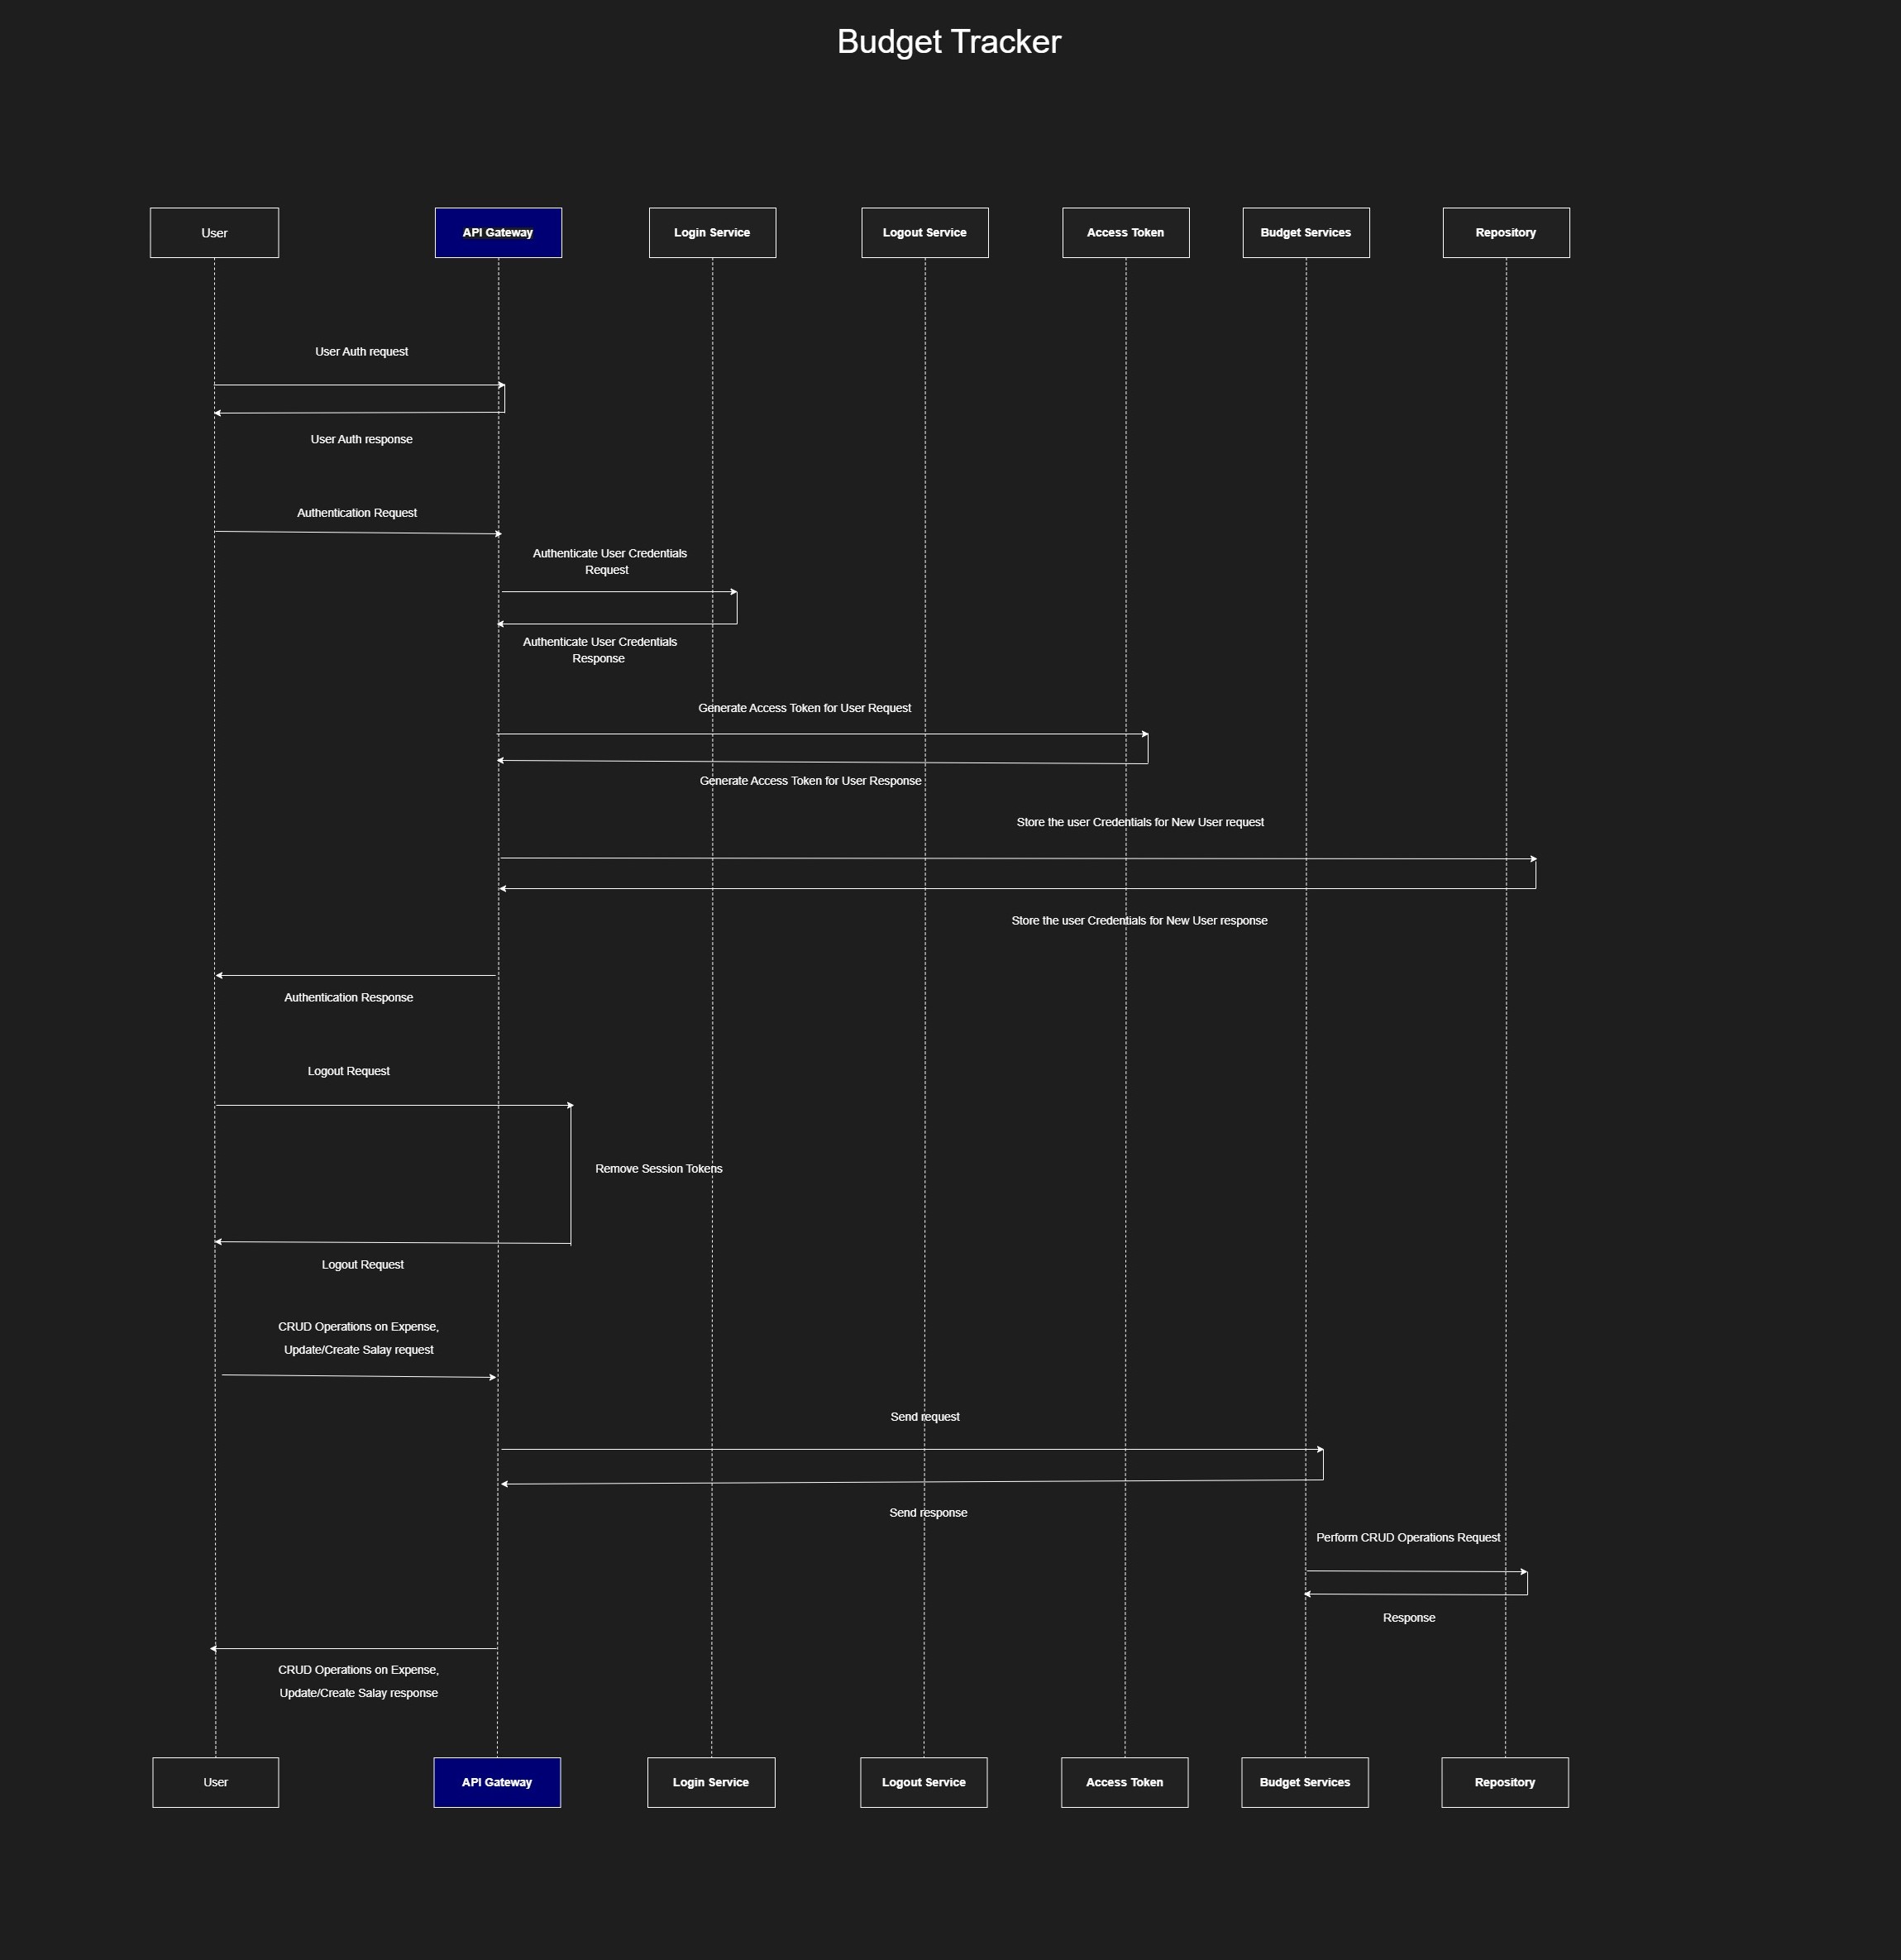 Budget Tracker
User
API Gateway
Login Service
Logout Service
Access Token
Budget Services
Repository
User Auth request
User Auth response
Authentication Request
Authenticate User Credentials
Request
Authenticate User Credentials
Response
Generate Access Token for User Request
Generate Access Token for User Response
Store the user Credentials for New User request
Store the user Credentials for New User response
Authentication Response
Logout Request
Remove Session Tokens
Logout Request
CRUD Operations on Expense,
Update/Create Salay request
Send request
Send response
Perform CRUD Operations Request
Response
CRUD Operations on Expense,
Update/Create Salay response
User
API Gateway
Login Service
Logout Service
Access Token
Budget Services
Repository